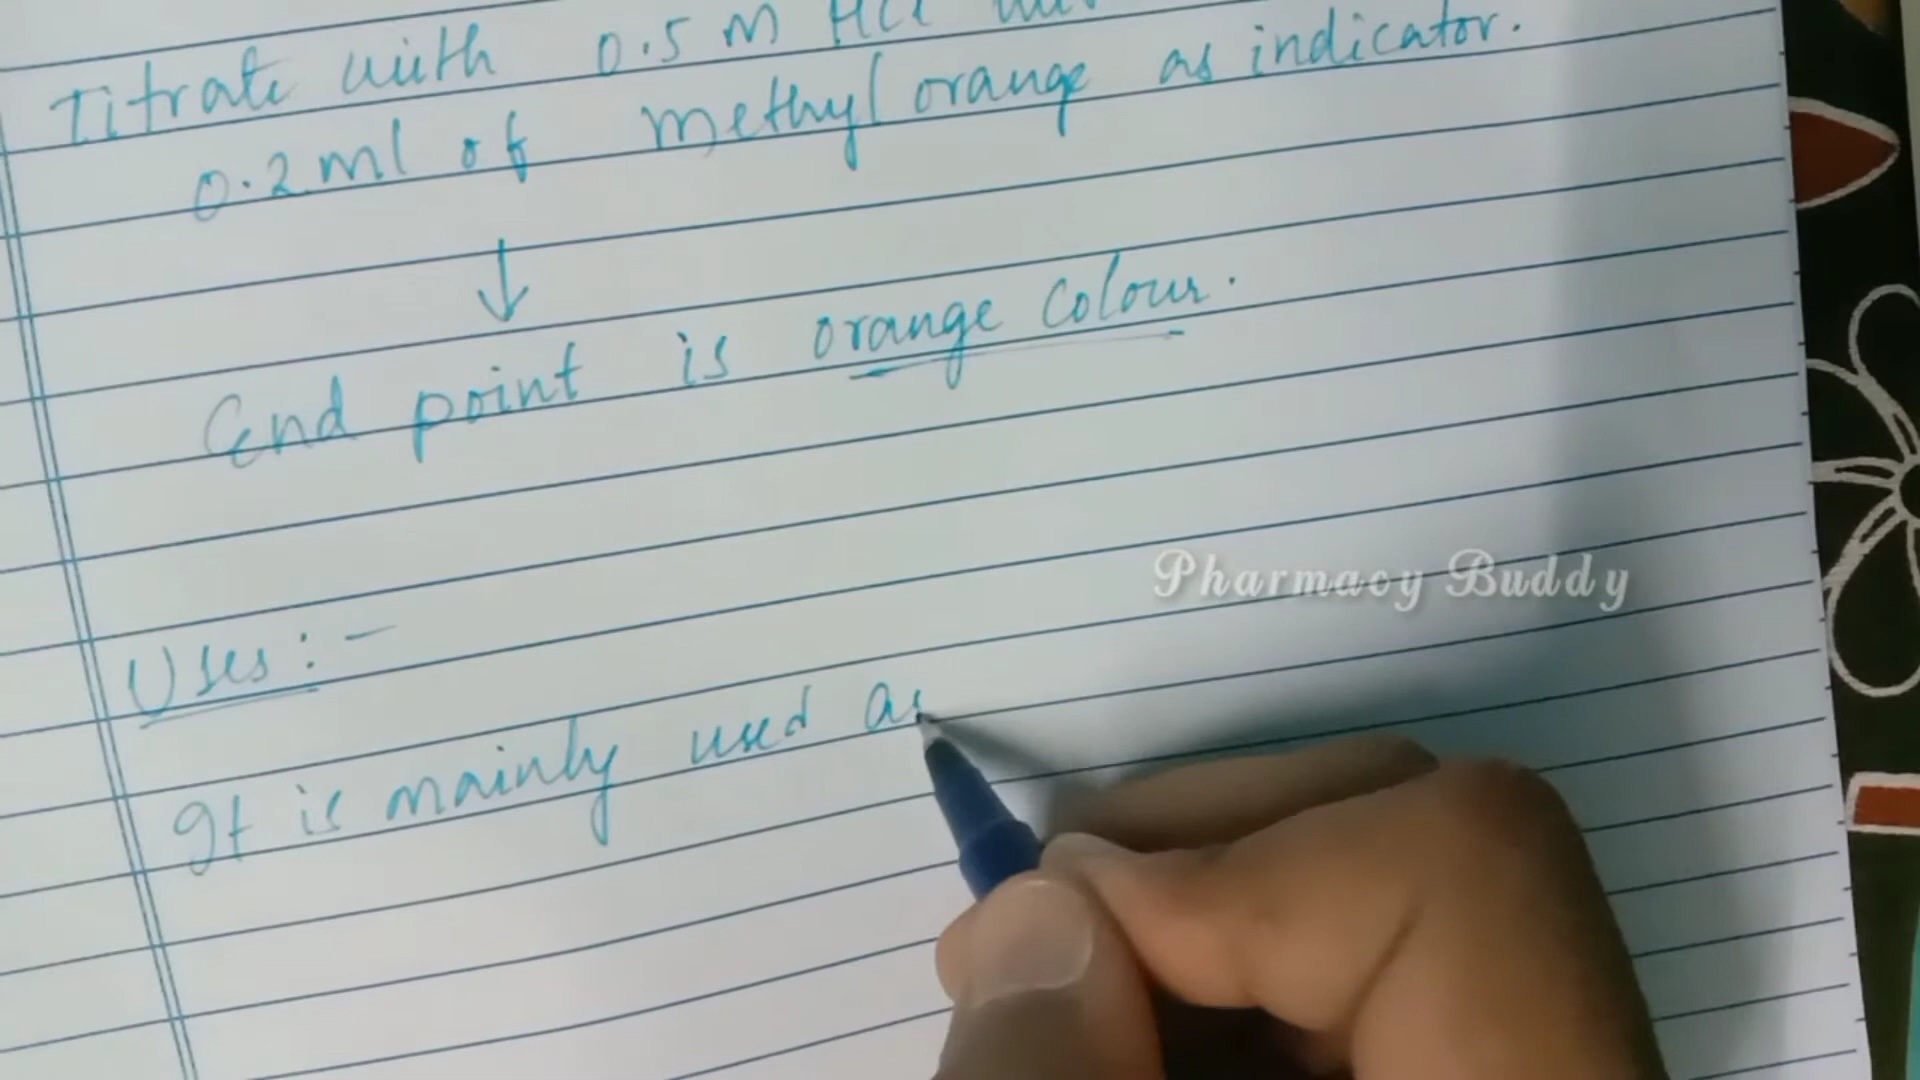 Titrate with 0.5 M HCl
0.2 ml of methyl orange as indicator.
↓
End point is orange colour.
Pharmacy Buddy
Uses :-
It is mainly used as